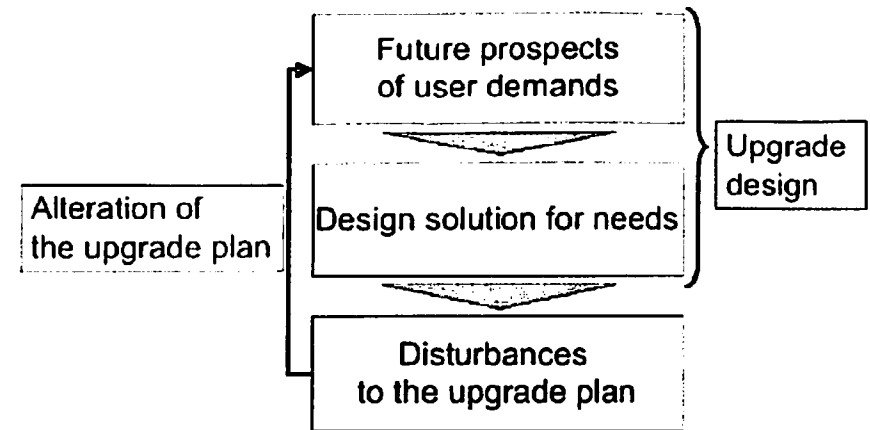 Future prospects
of user demands
Upgrade
design
Alteration of
the upgrade plan
Design solution for needs
Disturbances
to the upgrade plan